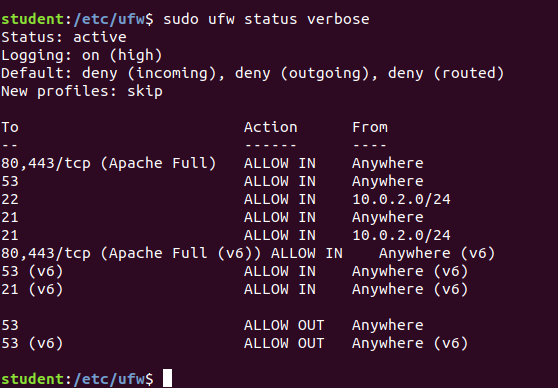 student:/etc/ufw$ sudo ufw status verbose
Status: active
Logging: on (high)
Default: deny (incoming), deny (outgoing), deny (routed)
New profiles: skip
To                         Action      From
--                         ------      ----
80,443/tcp (Apache Full)   ALLOW IN    Anywhere
53                         ALLOW IN    Anywhere
22                         ALLOW IN    10.0.2.0/24
21                         ALLOW IN    Anywhere
21                         ALLOW IN    10.0.2.0/24
80,443/tcp (Apache Full (v6)) ALLOW IN    Anywhere (v6)
53 (v6)                    ALLOW IN    Anywhere (v6)
21 (v6)                    ALLOW IN    Anywhere (v6)
53                         ALLOW OUT   Anywhere
53 (v6)                    ALLOW OUT   Anywhere (v6)
student:/etc/ufw$